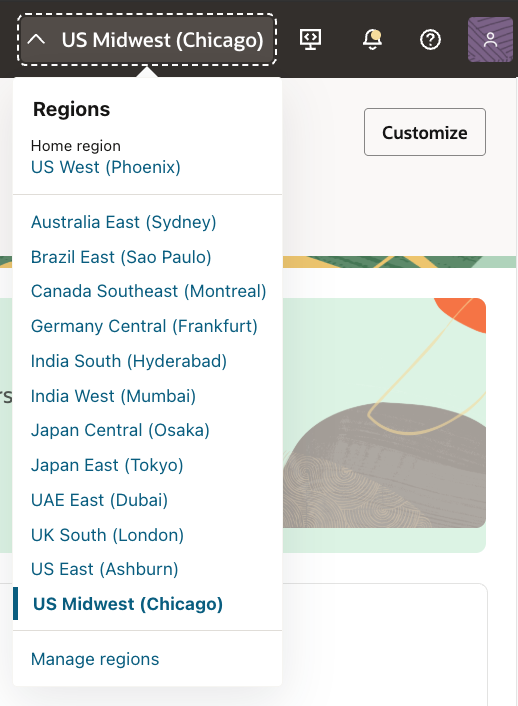 US Midwest (Chicago)
Regions
Home region
US West (Phoenix)
Customize
Australia East (Sydney)
Brazil East (Sao Paulo)
Canada Southeast (Montreal)
Germany Central (Frankfurt)
India South (Hyderabad)
India West (Mumbai)
rs
Japan Central (Osaka)
Japan East (Tokyo)
UAE East (Dubai)
UK South (London)
US East (Ashburn)
US Midwest (Chicago)
Manage regions